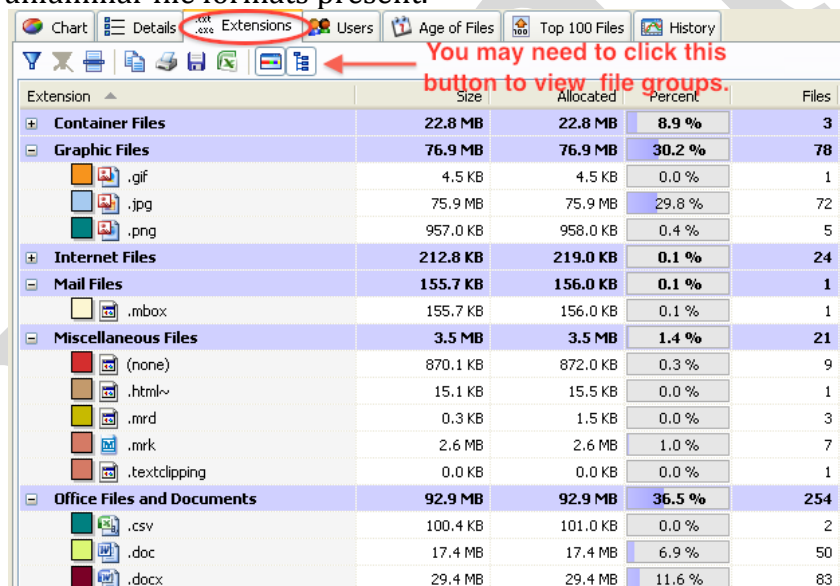 unfamiliar file formats present.
Chart Details .txt .exe Extensions Users Age of Files 100 Top 100 Files History
You may need to click this
button to view file groups.
Extension Size Allocated Percent Files
Container Files 22.8 MB 22.8 MB 8.9 % 3
Graphic Files 76.9 MB 76.9 MB 30.2 % 78
.gif 4.5 KB 4.5 KB 0.0 % 1
.jpg 75.9 MB 75.9 MB 29.8 % 72
.png 957.0 KB 958.0 KB 0.4 % 5
Internet Files 212.8 KB 219.0 KB 0.1 % 24
Mail Files 155.7 KB 156.0 KB 0.1 % 1
.mbox 155.7 KB 156.0 KB 0.1 % 1
Miscellaneous Files 3.5 MB 3.5 MB 1.4 % 21
(none) 870.1 KB 872.0 KB 0.3 % 9
.html~ 15.1 KB 15.5 KB 0.0 % 1
.mrd 0.3 KB 1.5 KB 0.0 % 3
.mrk 2.6 MB 2.6 MB 1.0 % 7
.textclipping 0.0 KB 0.0 KB 0.0 % 1
Office Files and Documents 92.9 MB 92.9 MB 36.5 % 254
.csv 100.4 KB 101.0 KB 0.0 % 2
.doc 17.4 MB 17.4 MB 6.9 % 50
.docx 29.4 MB 29.4 MB 11.6 % 83